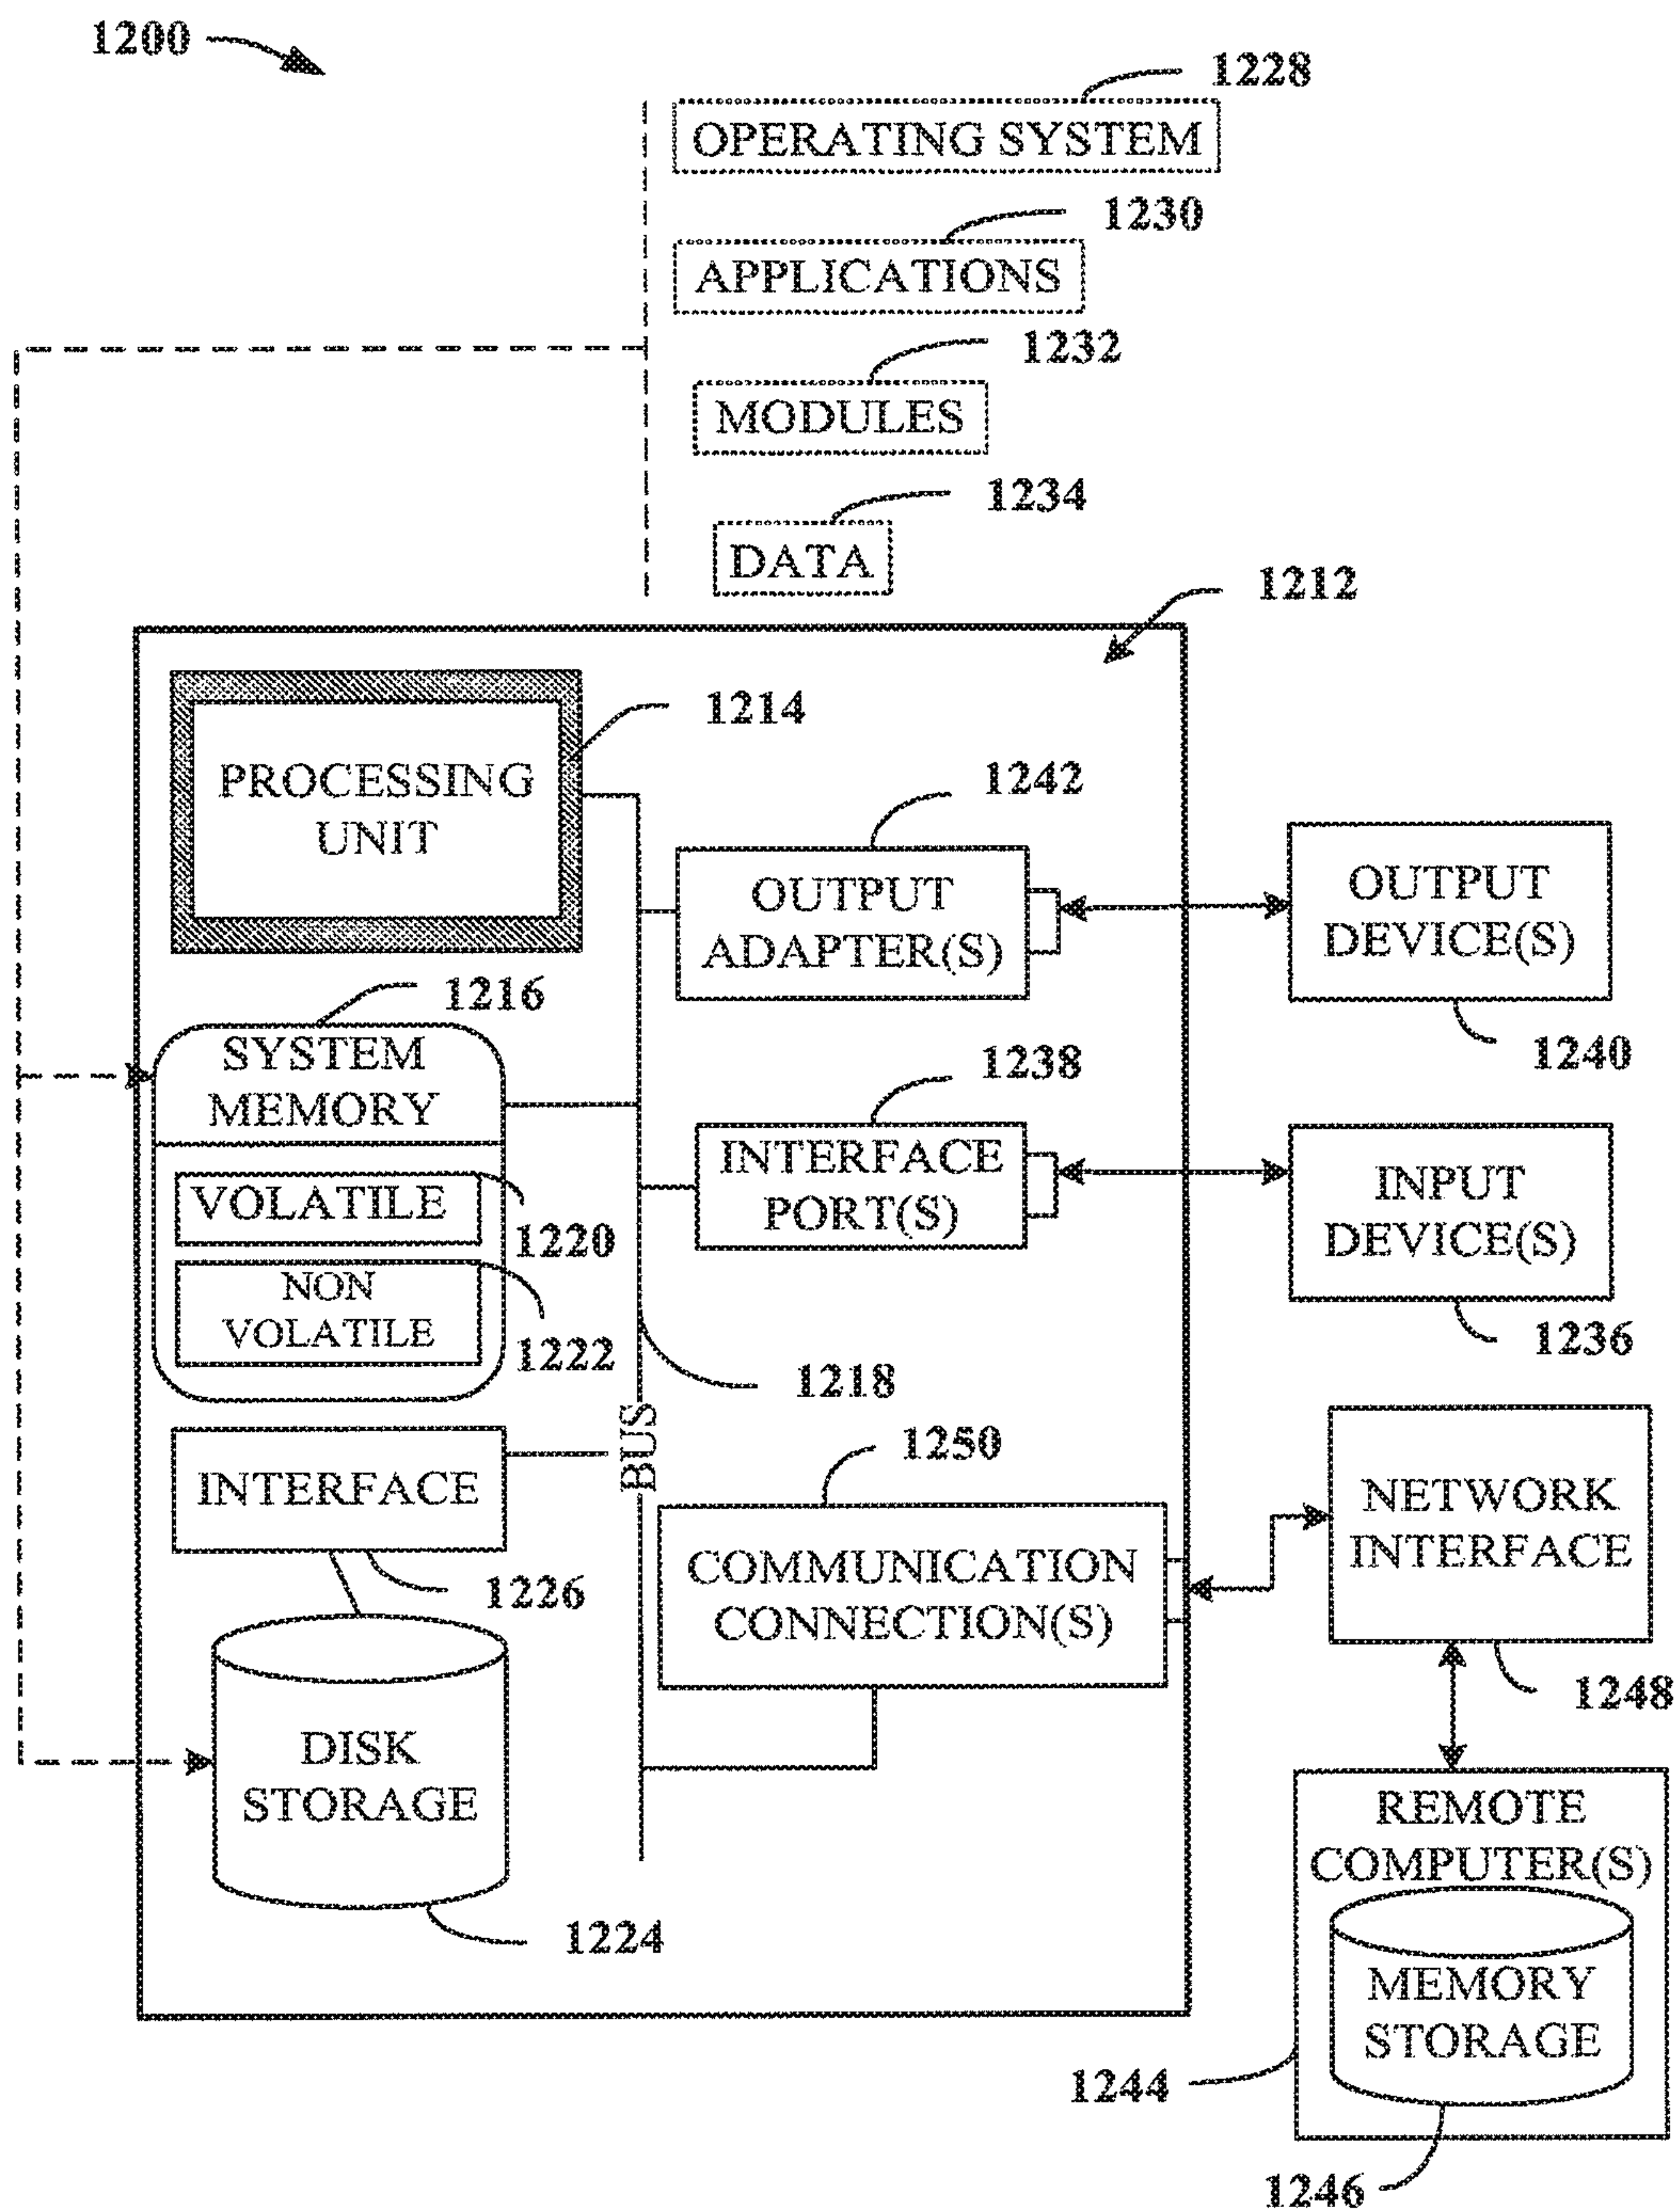 1200
1228
OPERATING SYSTEM
1230
APPLICATIONS
1232
MODULES
1234
DATA
1212
PROCESSING
UNIT
1214
1242
OUTPUT
ADAPTER(S)
OUTPUT
DEVICE(S)
1240
1216
SYSTEM
MEMORY
VOLATILE
1220
NON
VOLATILE
1222
1238
INTERFACE
PORT(S)
INPUT
DEVICE(S)
1236
1218
BUS
INTERFACE
1226
1250
COMMUNICATION
CONNECTION(S)
NETWORK
INTERFACE
1248
DISK
STORAGE
1224
REMOTE
COMPUTER(S)
MEMORY
STORAGE
1244
1246